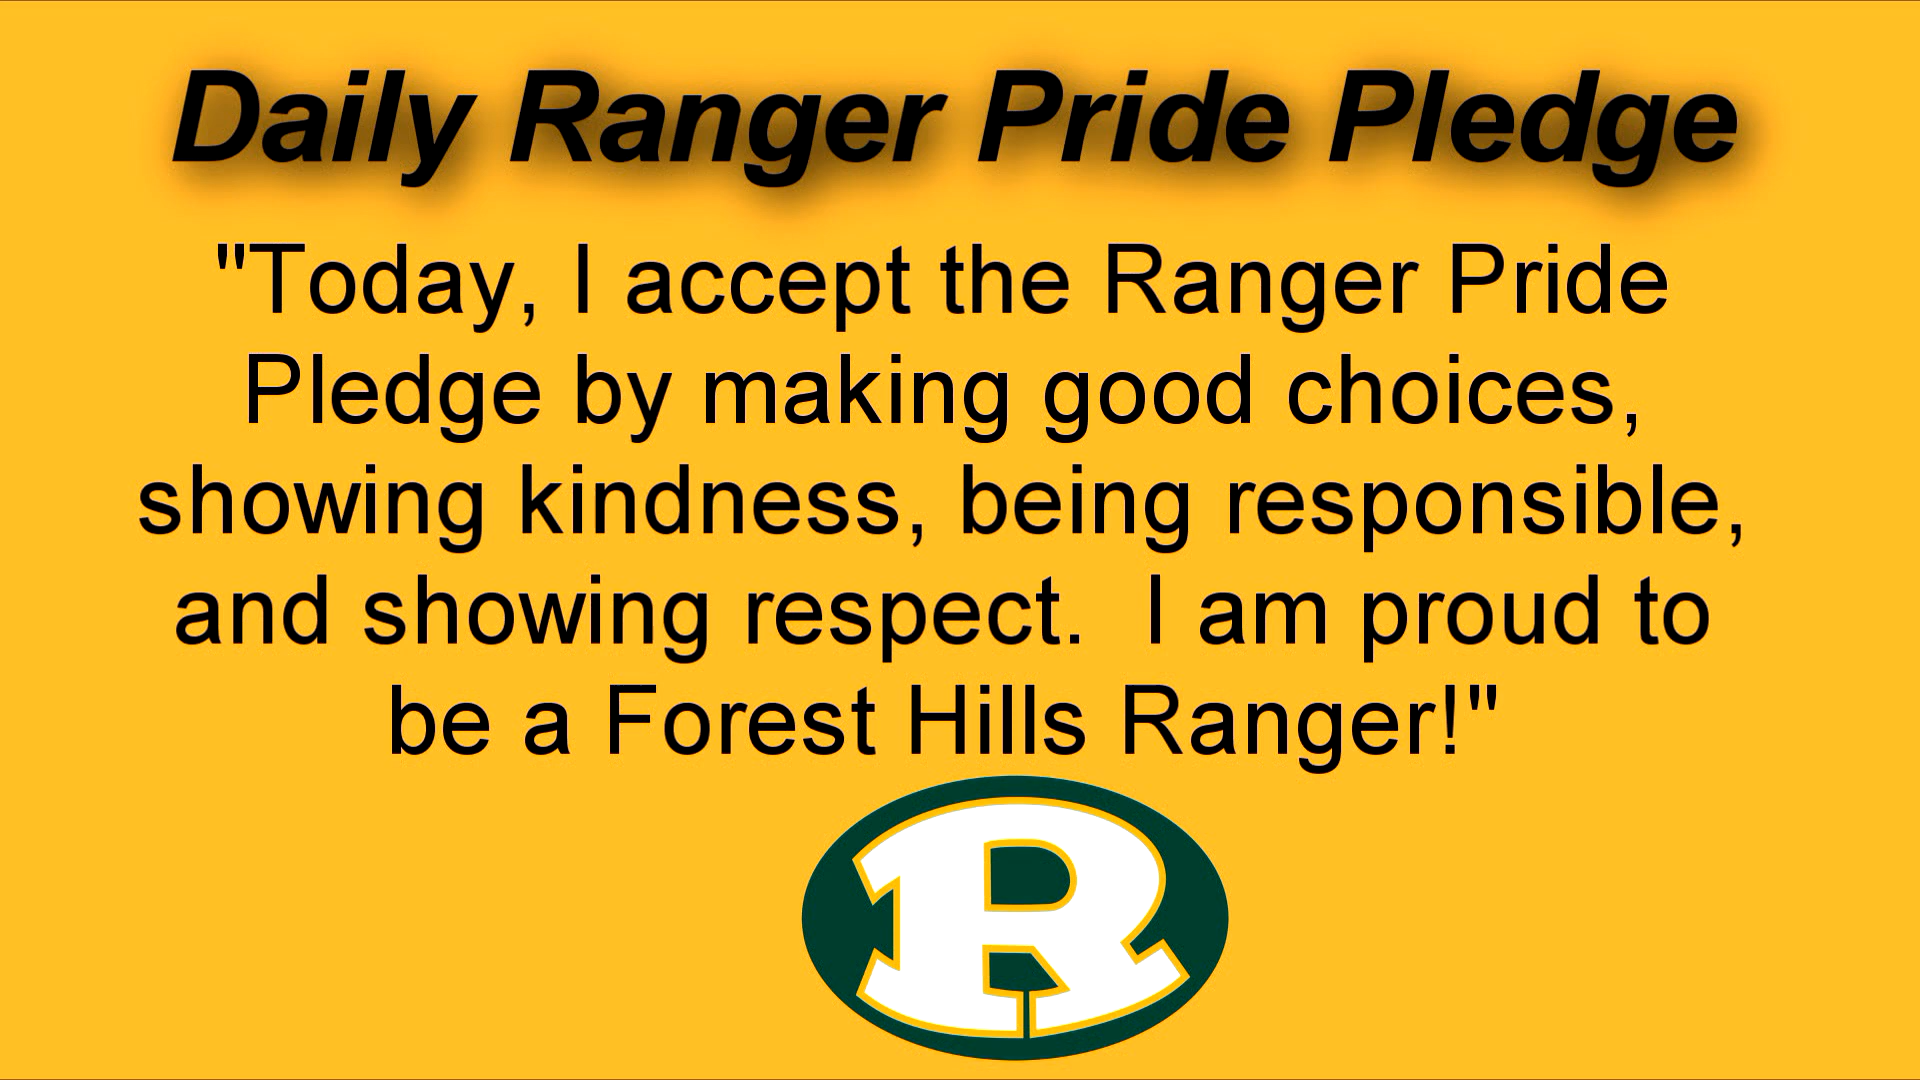 Daily Ranger Pride Pledge
"Today, I accept the Ranger Pride
Pledge by making good choices,
showing kindness, being responsible,
and showing respect.  I am proud to
be a Forest Hills Ranger!"
R